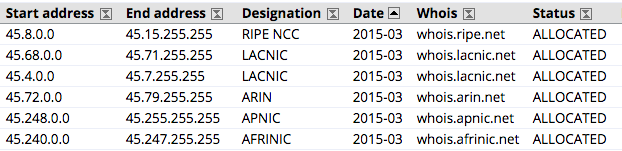 Start address End address Designation Date Whois Status
45.8.0.0 45.15.255.255 RIPE NCC 2015-03 whois.ripe.net ALLOCATED
45.68.0.0 45.71.255.255 LACNIC 2015-03 whois.lacnic.net ALLOCATED
45.4.0.0 45.7.255.255 LACNIC 2015-03 whois.lacnic.net ALLOCATED
45.72.0.0 45.79.255.255 ARIN 2015-03 whois.arin.net ALLOCATED
45.248.0.0 45.255.255.255 APNIC 2015-03 whois.apnic.net ALLOCATED
45.240.0.0 45.247.255.255 AFRINIC 2015-03 whois.afrinic.net ALLOCATED